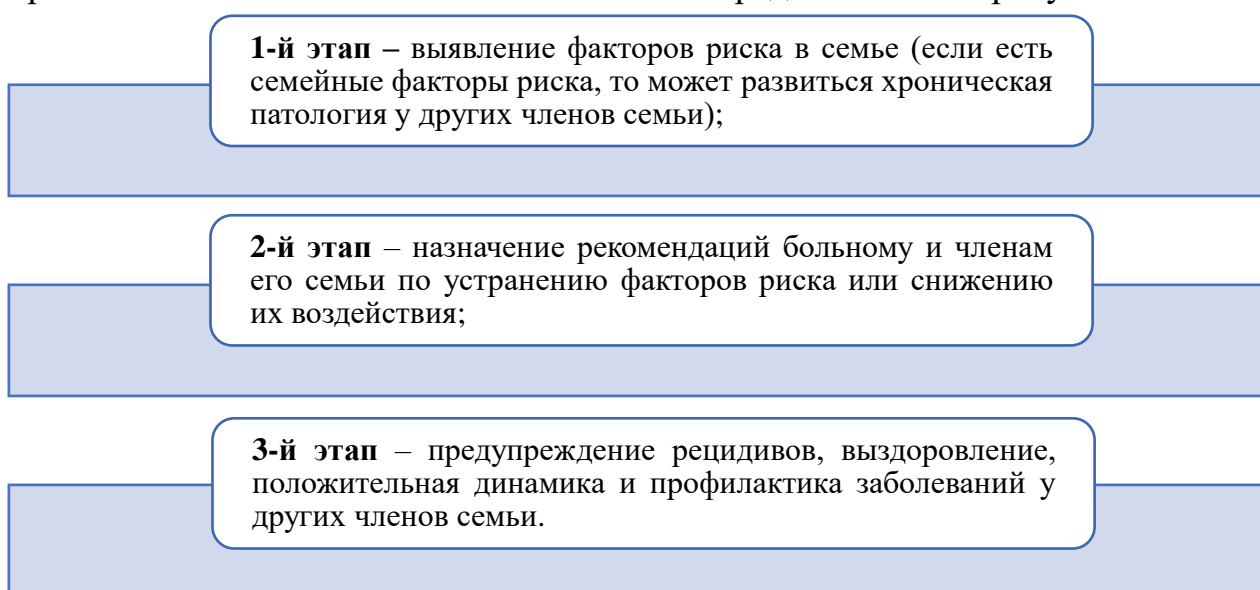 1-й этап – выявление факторов риска в семье (если есть
семейные факторы риска, то может развиться хроническая
патология у других членов семьи);
2-й этап – назначение рекомендаций больному и членам
его семьи по устранению факторов риска или снижению
их воздействия;
3-й этап – предупреждение рецидивов, выздоровление,
положительная динамика и профилактика заболеваний у
других членов семьи.